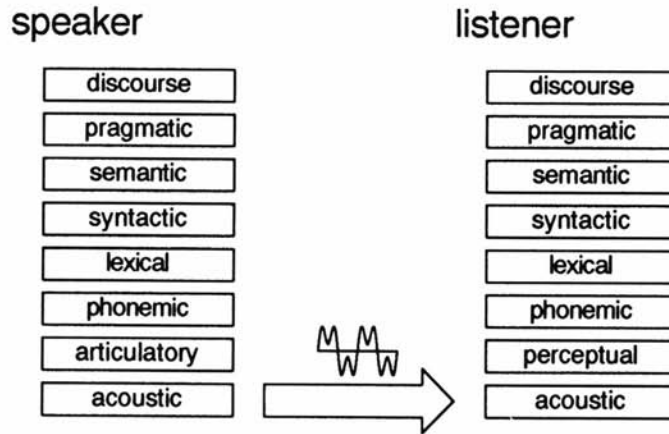 speaker
discourse
pragmatic
semantic
syntactic
lexical
phonemic
articulatory
acoustic
listener
discourse
pragmatic
semantic
syntactic
lexical
phonemic
perceptual
acoustic